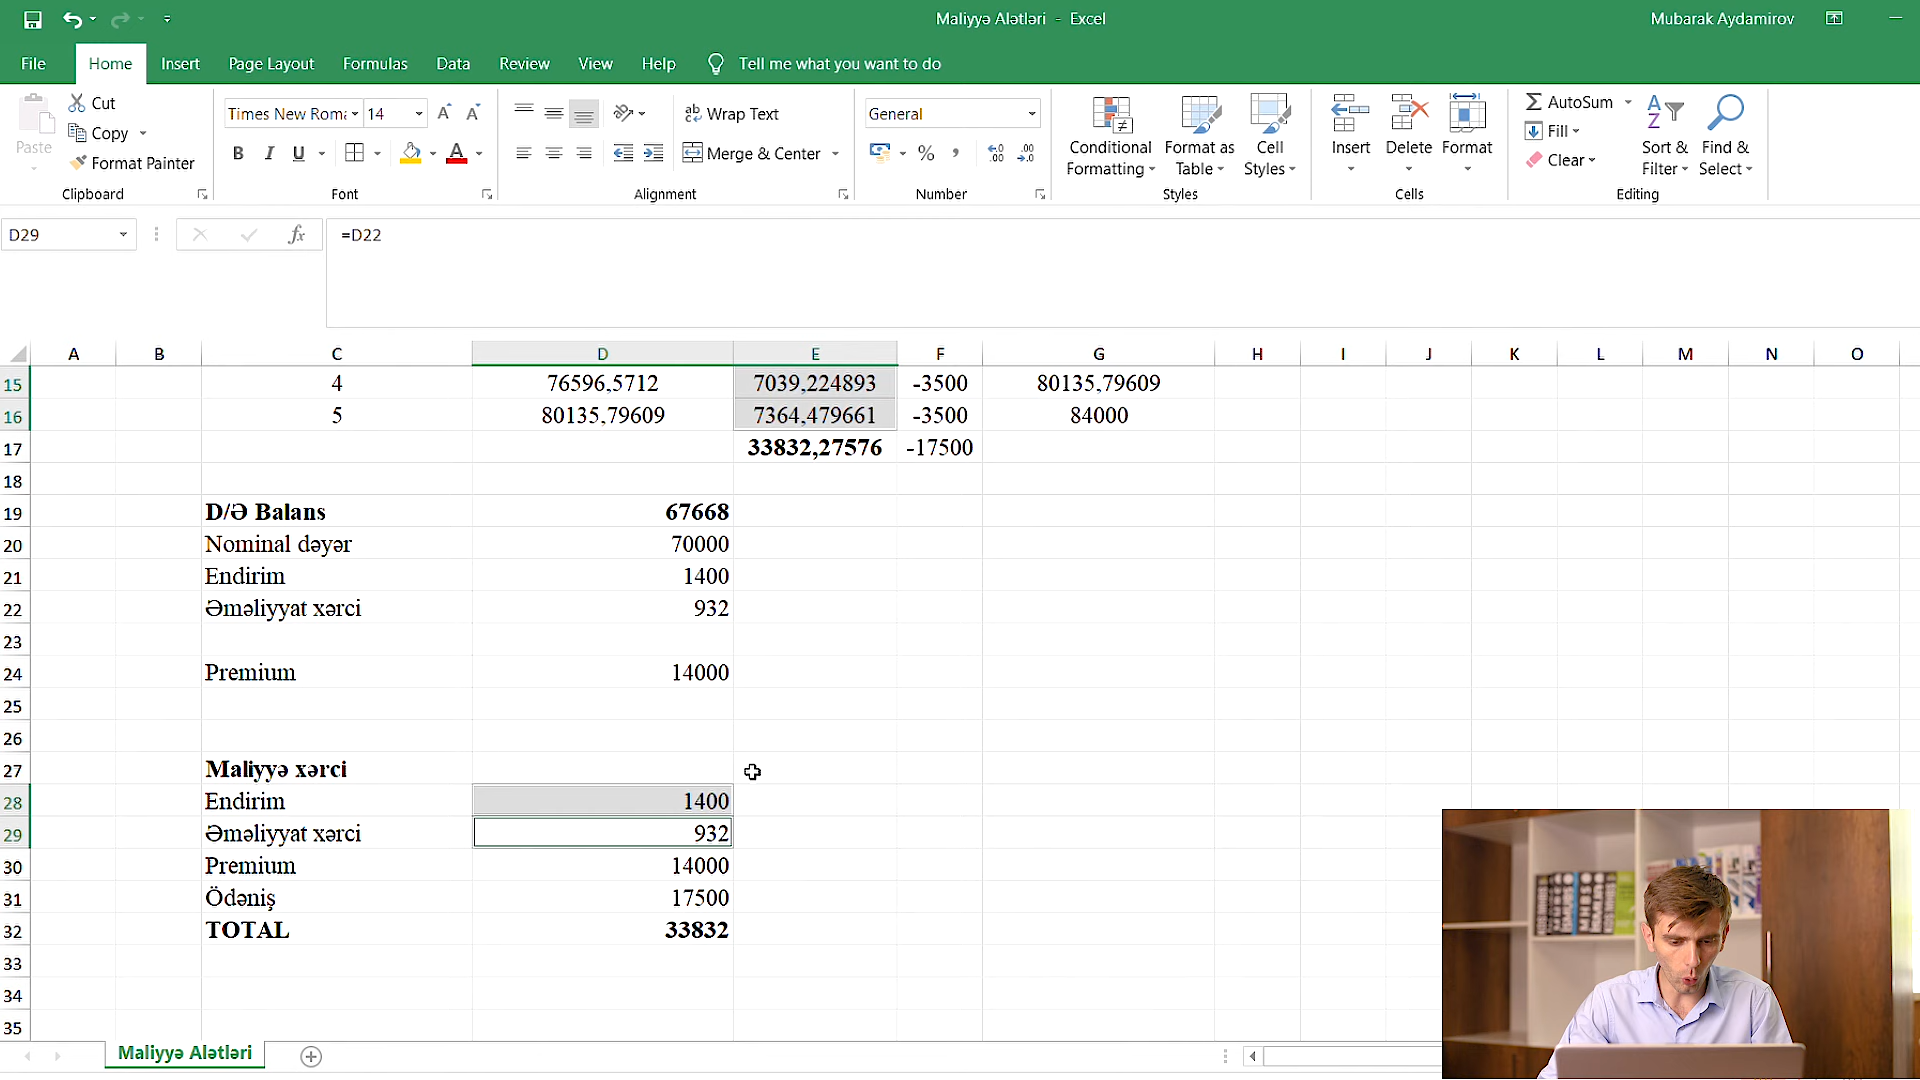 Maliyyə Alətləri - Excel
Mubarak Aydamirov
File Home Insert Page Layout Formulas Data Review View Help Tell me what you want to do
Paste
Cut
Copy
Format Painter
Clipboard
Times New Roma 14
B I U A
Font
ab Wrap Text
Merge & Center
Alignment
General
% , ,00 ,0
Number
Conditional Formatting
Format as Table
Cell Styles
Styles
Insert Delete Format
Cells
AutoSum
Fill
Clear
Sort & Filter
Find & Select
Editing
D29 fx =D22
A B C D E F G H I J K L M N O
15 4 76596,5712 7039,224893 -3500 80135,79609
16 5 80135,79609 7364,479661 -3500 84000
17 33832,27576 -17500
18
19 D/Ə Balans 67668
20 Nominal dəyər 70000
21 Endirim 1400
22 Əməliyyat xərci 932
23
24 Premium 14000
25
26
27 Maliyyə xərci
28 Endirim 1400
29 Əməliyyat xərci 932
30 Premium 14000
31 Ödəniş 17500
32 TOTAL 33832
33
34
35
Maliyyə Alətləri